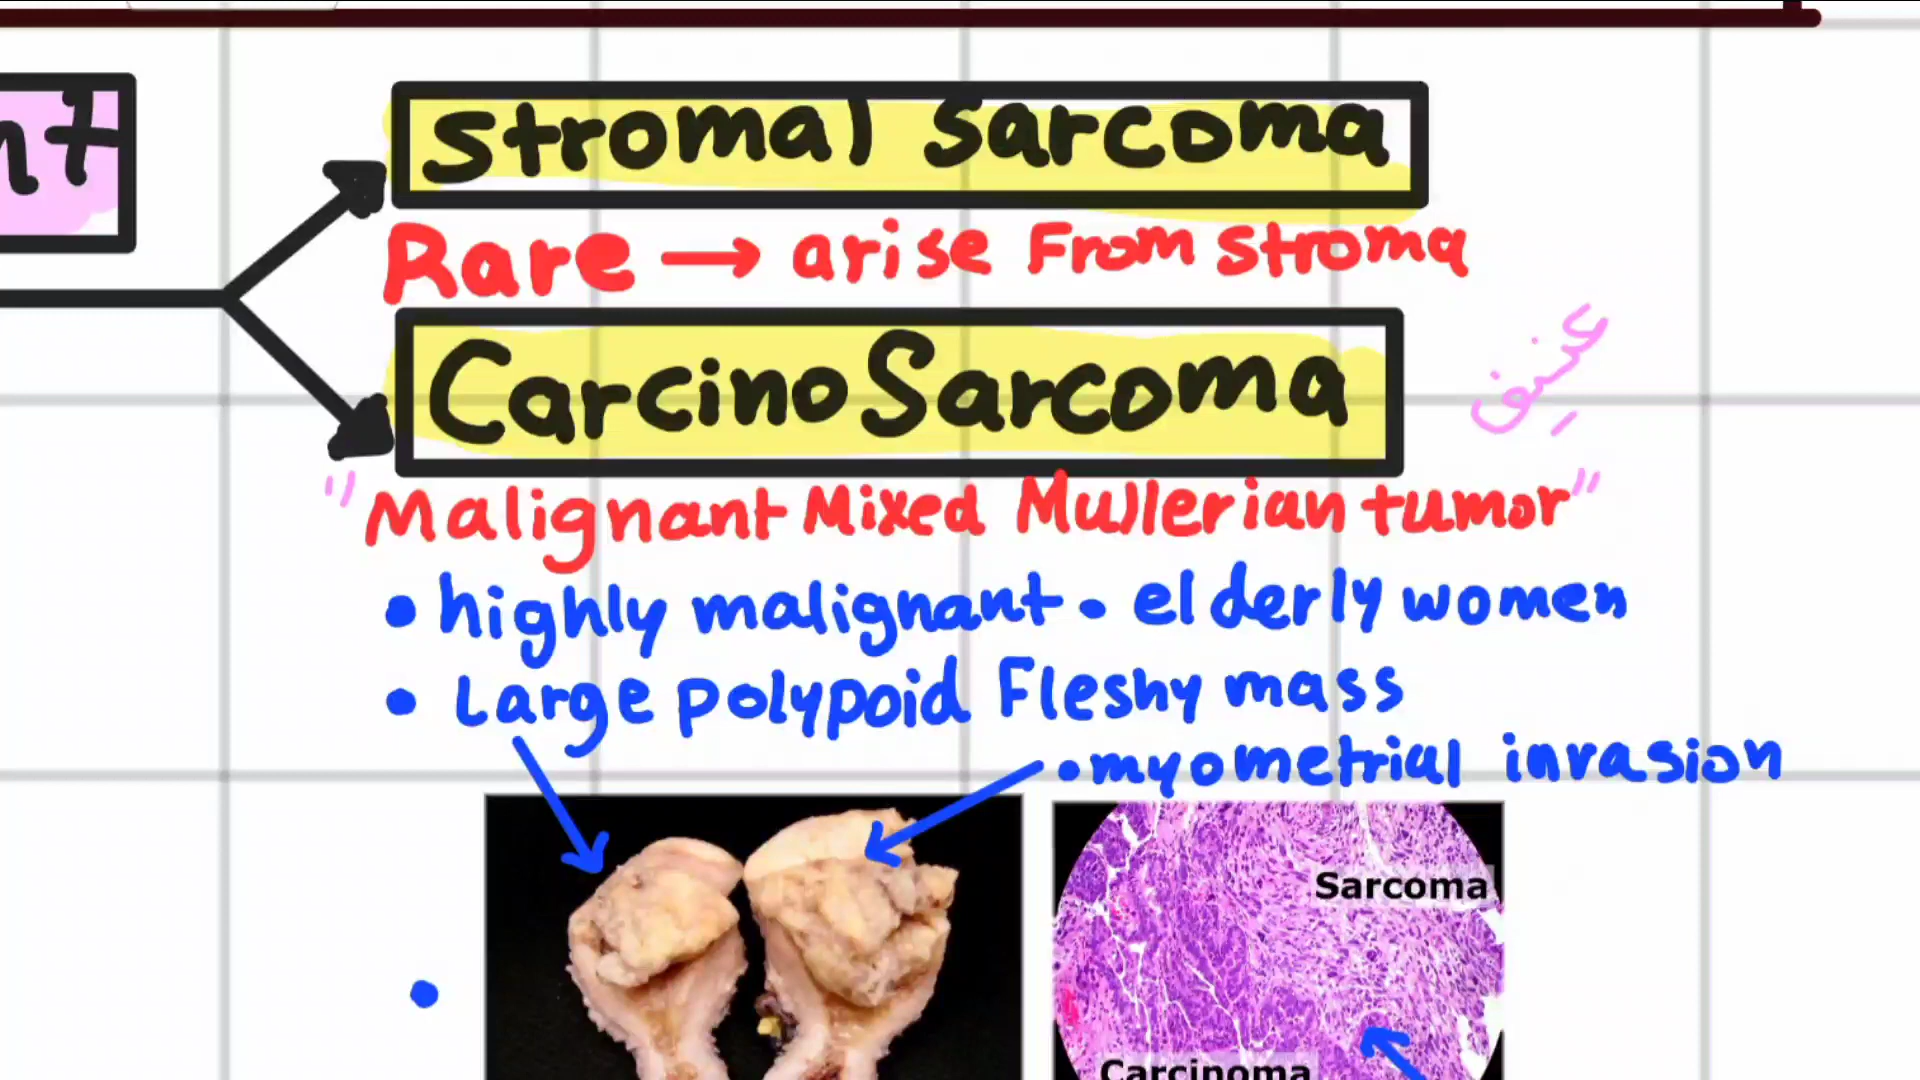 nt
Stromal Sarcoma
Rare → arise From stroma
CarcinoSarcoma
عنيف
"Malignant Mixed Mullerian tumor"
• highly malignant • elderly women
• Large polypoid Fleshy mass
• myometrial invasion
Sarcoma
Carcinoma